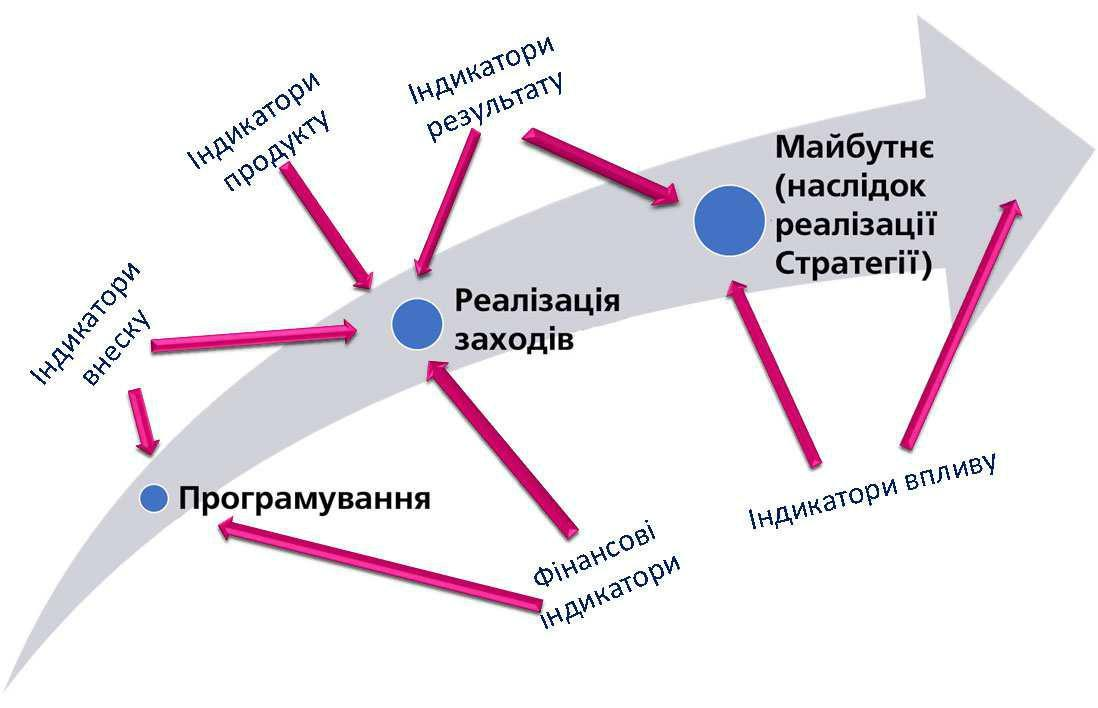 Індикатори
результату
Індикатори
продукту
Майбутнє
(наслідок
реалізації
Стратегії)
Індикатори
внеску
Реалізація
заходів
Програмування
Індикатори впливу
Фінансові
індикатори